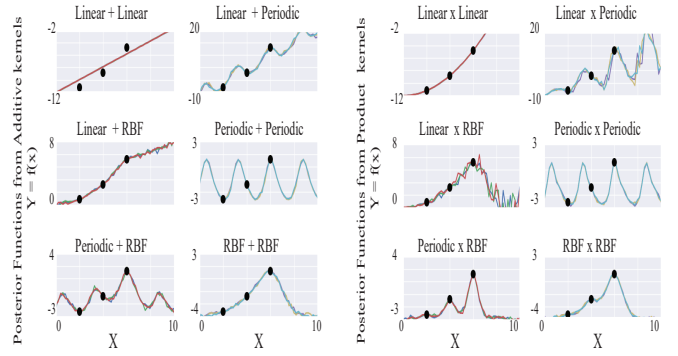 Posterior Functions from Additive kernels
Y = f(x)
Linear + Linear
-2
-12
Linear + Periodic
20
-10
Linear + RBF
8
0
Periodic + Periodic
3
-3
Periodic + RBF
4
-3
0
10
X
RBF + RBF
3
-4
0
10
X
Posterior Functions from Product kernels
Y = f(x)
Linear x Linear
-2
-12
Linear x Periodic
20
-10
Linear x RBF
8
0
Periodic x Periodic
3
-3
Periodic x RBF
4
-3
0
10
X
RBF x RBF
3
-4
0
10
X